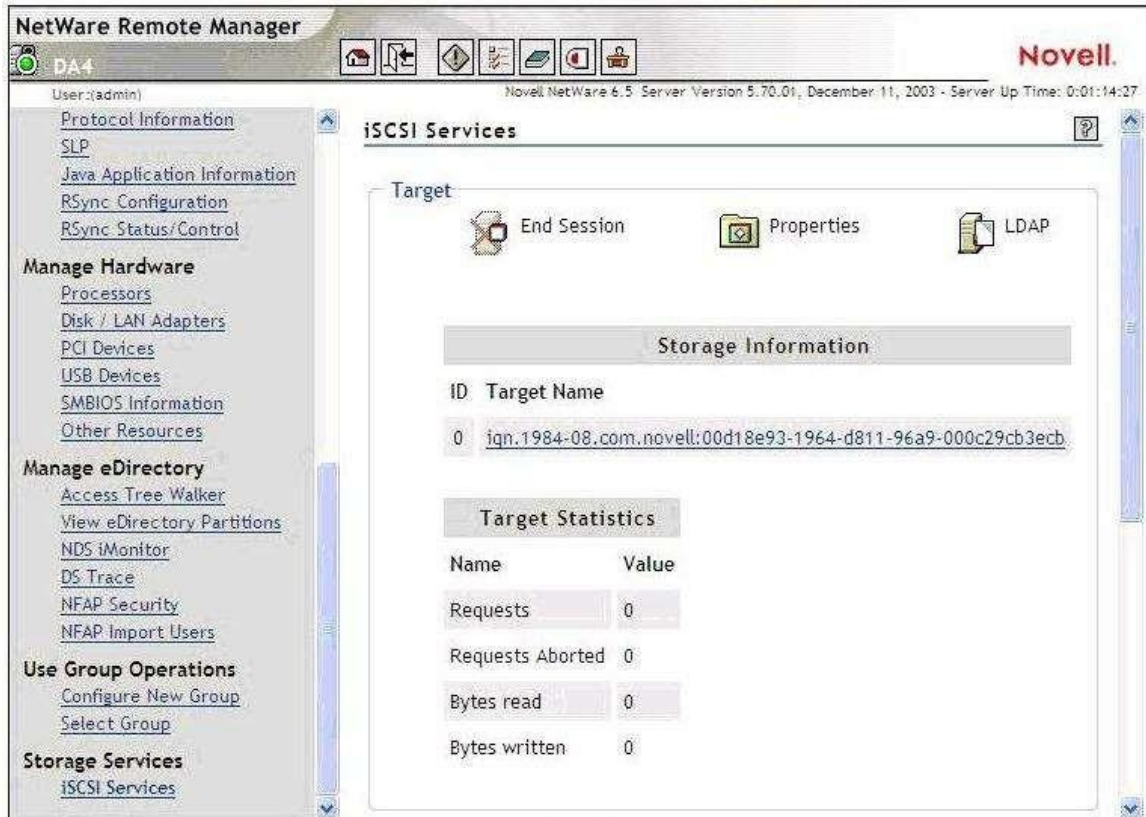 NetWare Remote Manager
DA4
Novell.
User:(admin)
Novell NetWare 6.5 Server Version 5.70.01, December 11, 2003 - Server Up Time: 0:01:14:27
Protocol Information
SLP
Java Application Information
RSync Configuration
RSync Status/Control
Manage Hardware
Processors
Disk / LAN Adapters
PCI Devices
USB Devices
SMBIOS Information
Other Resources
Manage eDirectory
Access Tree Walker
View eDirectory Partitions
NDS iMonitor
DS Trace
NFAP Security
NFAP Import Users
Use Group Operations
Configure New Group
Select Group
Storage Services
iSCSI Services
iSCSI Services
?
Target
End Session Properties LDAP
Storage Information
ID Target Name
0 iqn.1984-08.com.novell:00d18e93-1964-d811-96a9-000c29cb3ecb
Target Statistics
Name Value
Requests 0
Requests Aborted 0
Bytes read 0
Bytes written 0